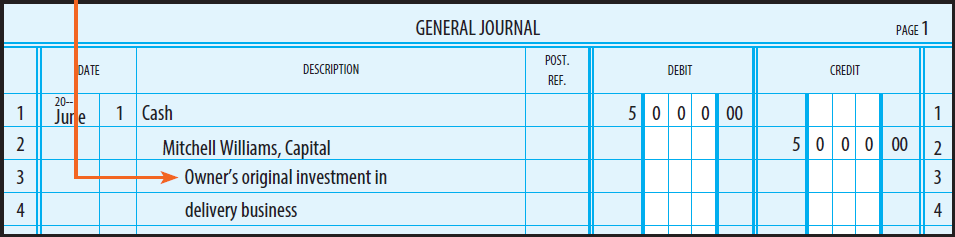 GENERAL JOURNAL PAGE 1
DATE DESCRIPTION POST. REF. DEBIT CREDIT
20--
1 June 1 Cash 5 0 0 0 00 1
2 Mitchell Williams, Capital 5 0 0 0 00 2
3 Owner's original investment in 3
4 delivery business 4